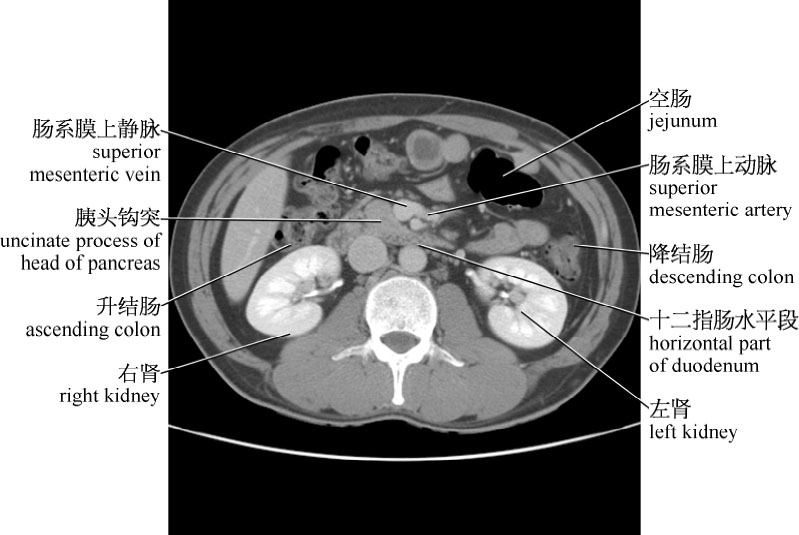 肠系膜上静脉
superior
mesenteric vein
胰头钩突
uncinate process of
head of pancreas
升结肠
ascending colon
右肾
right kidney
空肠
jejunum
肠系膜上动脉
superior
mesenteric artery
降结肠
descending colon
十二指肠水平段
horizontal part
of duodenum
左肾
left kidney